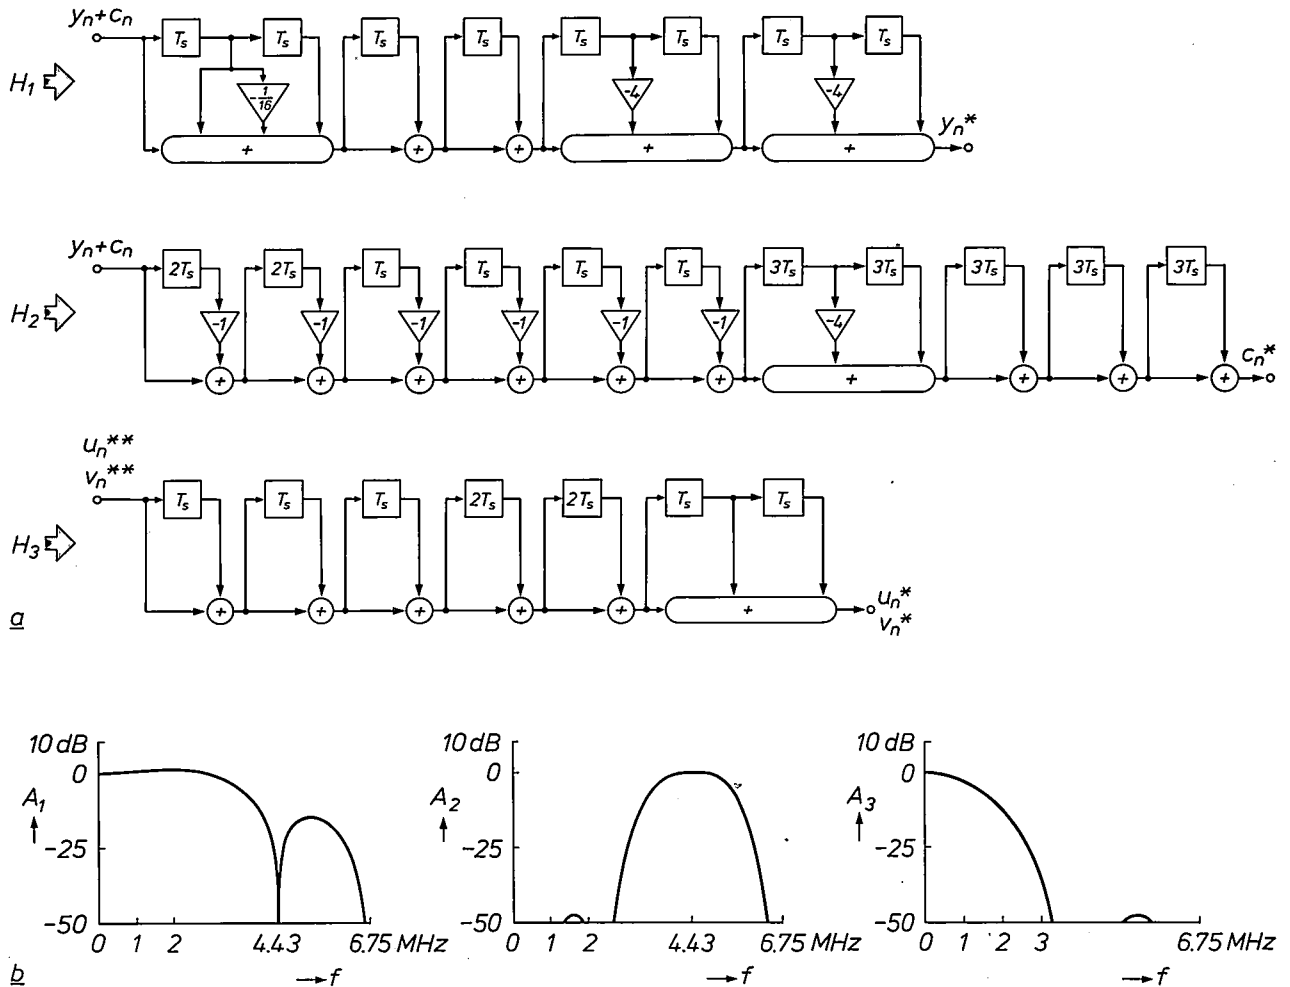 yₙ+cₙ
Tₛ Tₛ Tₛ Tₛ Tₛ Tₛ Tₛ Tₛ
H₁
-1/16 -4 -4
yₙ*
+ + + + +
yₙ+cₙ
2Tₛ 2Tₛ Tₛ Tₛ Tₛ Tₛ 3Tₛ 3Tₛ 3Tₛ 3Tₛ 3Tₛ
H₂
-1 -1 -1 -1 -1 -1 -4
cₙ*
+ + + + + + + + + +
uₙ**
vₙ**
Tₛ Tₛ Tₛ 2Tₛ 2Tₛ Tₛ Tₛ
H₃
+ + + + + +
uₙ*
vₙ*
a
10 dB
0
A₁
-25
-50
0 1 2 4.43 6.75 MHz
f
10 dB
0
A₂
-25
-50
0 1 2 4.43 6.75 MHz
f
10 dB
0
A₃
-25
-50
0 1 2 3 6.75 MHz
f
b